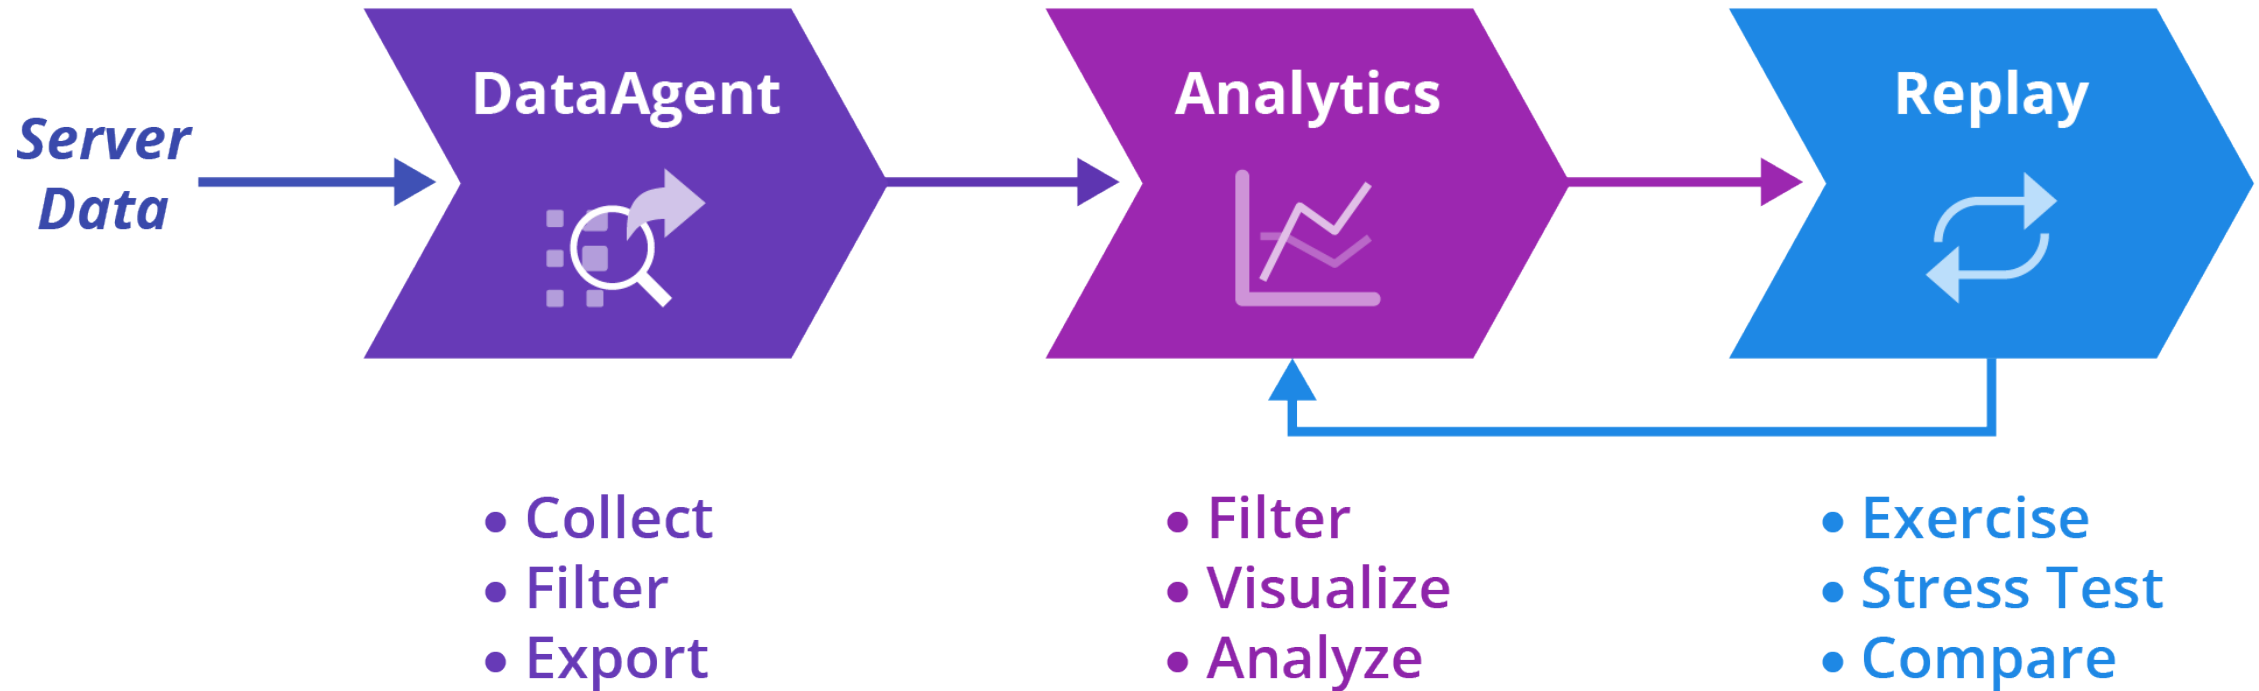 Server
Data
DataAgent
Analytics
Replay
• Collect
• Filter
• Export
• Filter
• Visualize
• Analyze
• Exercise
• Stress Test
• Compare